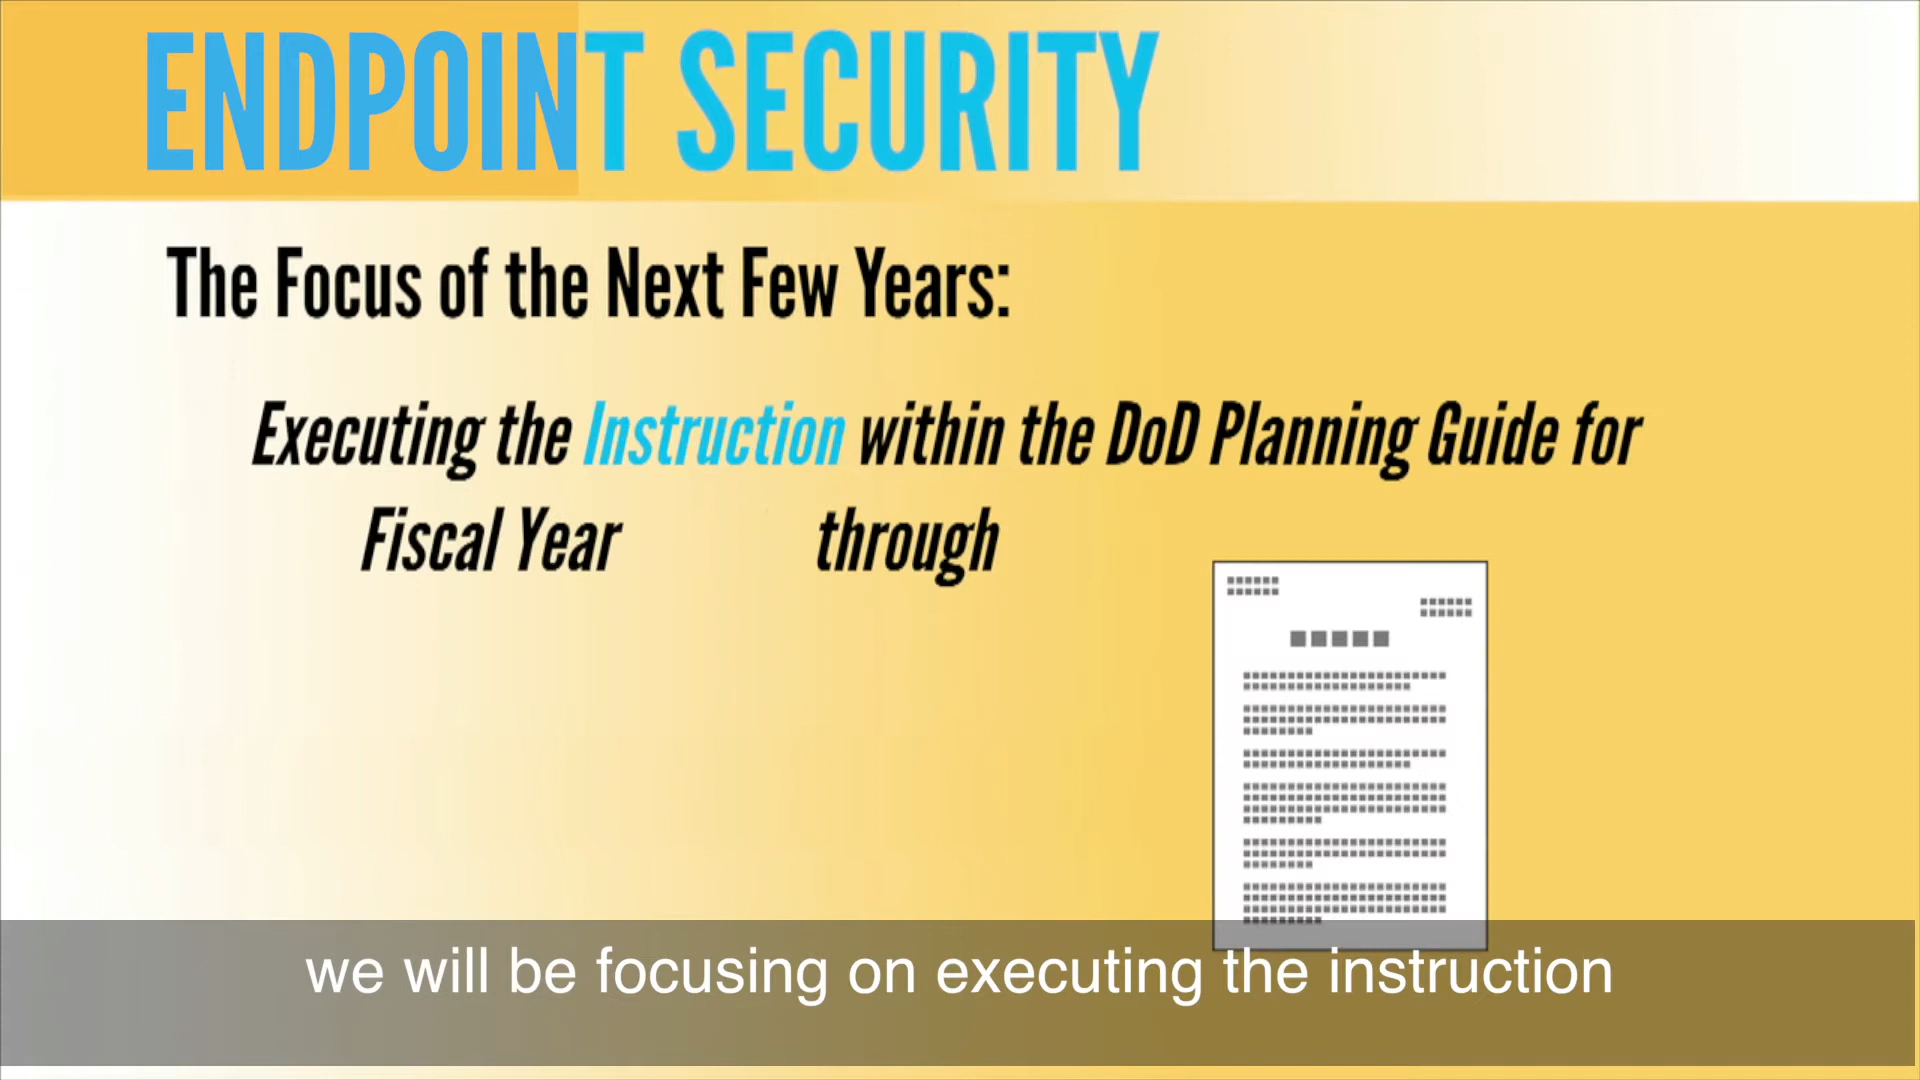 ENDPOINT SECURITY
The Focus of the Next Few Years:
Executing the Instruction within the DoD Planning Guide for
Fiscal Year through
we will be focusing on executing the instruction